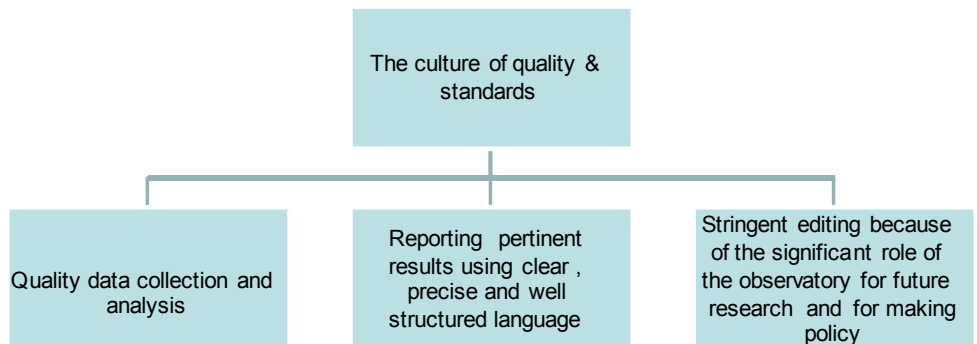 The culture of quality &
standards
Quality data collection and
analysis
Reporting pertinent
results using clear ,
precise and well
structured language
Stringent editing because
of the significant role of
the observatory for future
research and for making
policy